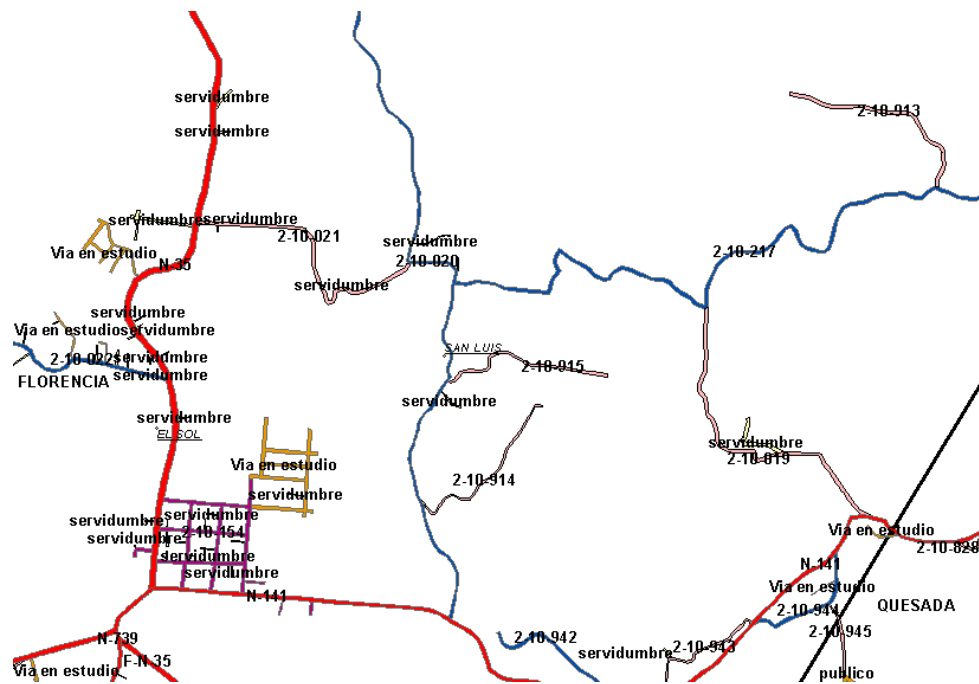 servidumbre
servidumbre
2-10-913
servidumbre
servidumbre
2-10-021
servidumbre
Via en estudio
N-35
2-10-020
2-10-217
servidumbre
servidumbre
Via en estudio
servidumbre
SAN LUIS
2-10-022
servidumbre
2-10-915
FLORENCIA
servidumbre
servidumbre
servidumbre
EL SOL
servidumbre
2-10-819
Via en estudio
2-10-914
servidumbre
servidumbre
servidumbre
2-10-154
servidumbre
Via en estudio
2-10-828
servidumbre
servidumbre
N-141
Via en estudio
N-141
2-10-944
QUESADA
2-10-945
N-739
2-10-942
2-10-943
servidumbre
F-N-35
Via en estudio
publico